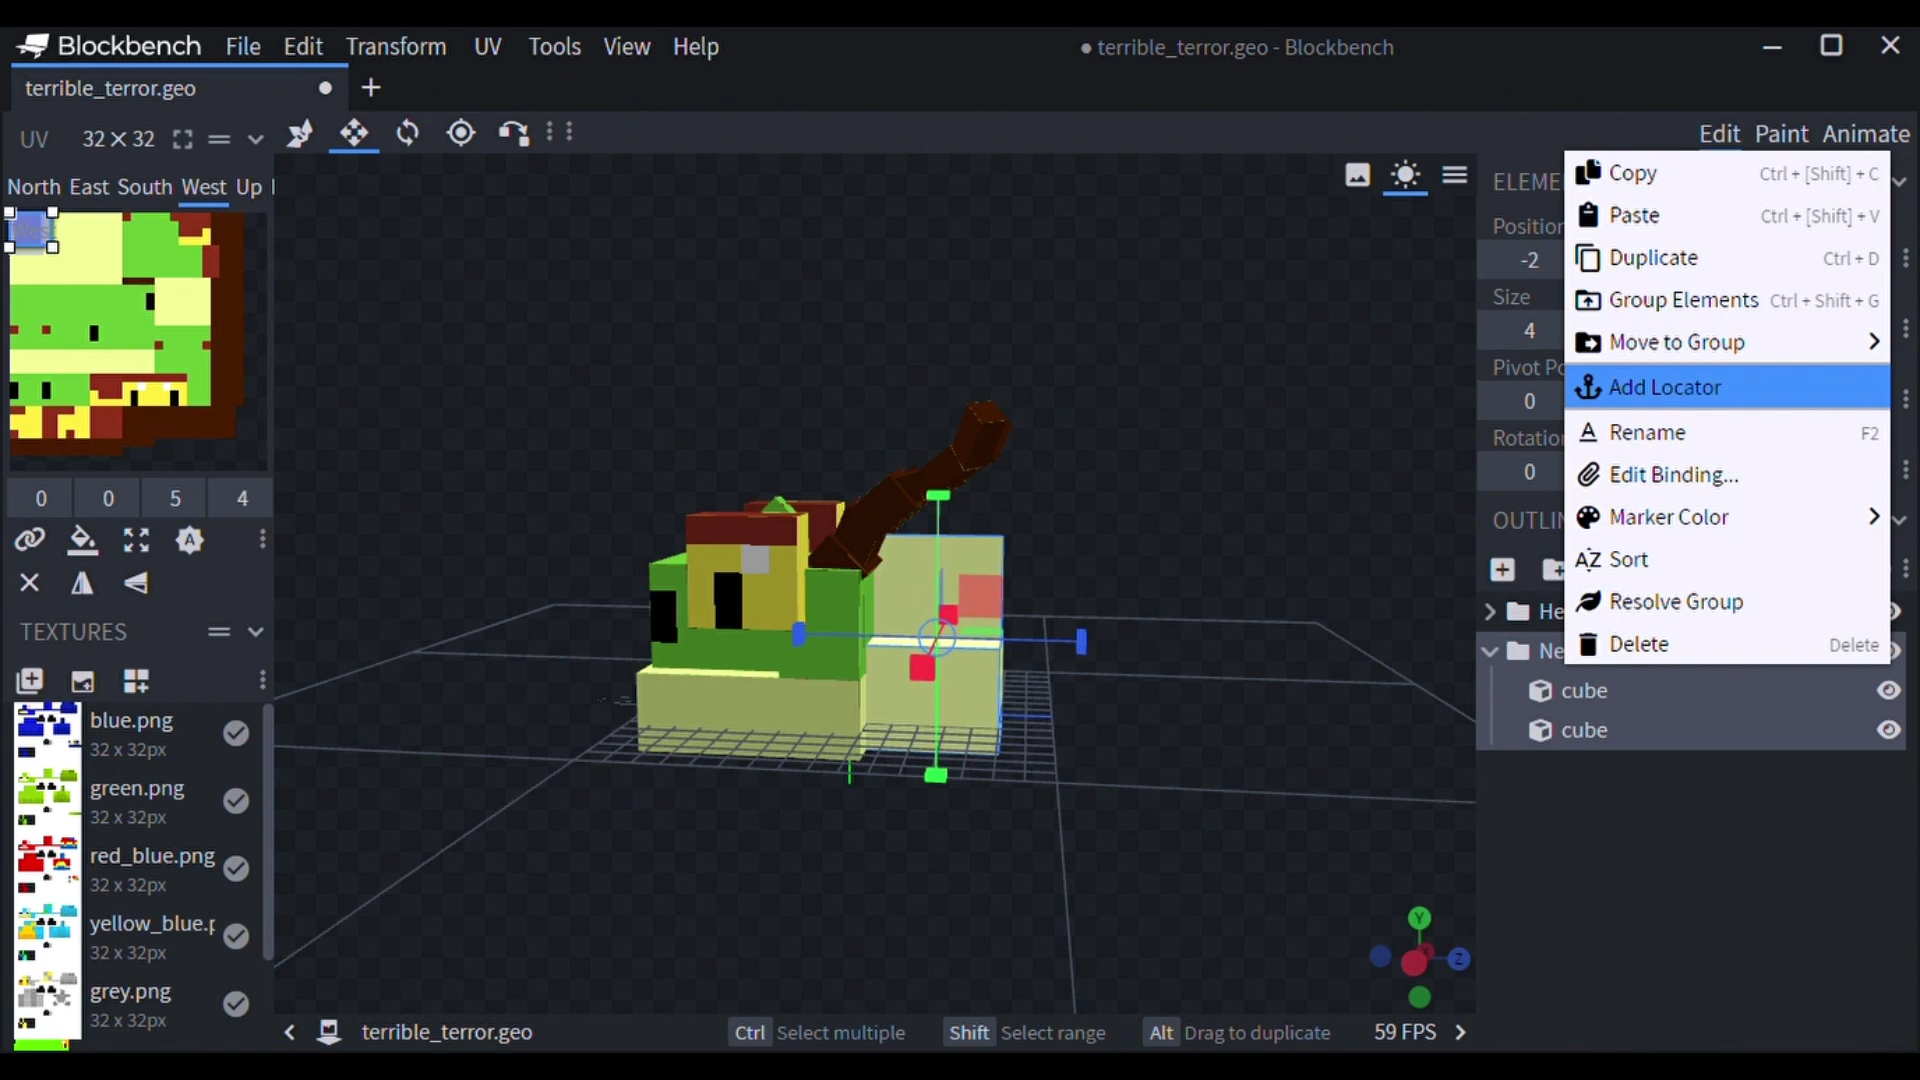 Blockbench File Edit Transform UV Tools View Help
● terrible_terror.geo - Blockbench
terrible_terror.geo
UV 32×32
Edit Paint Animate
North East South West Up
ELEME
Position
-2
Size
4
Pivot Po
0
Rotation
0
OUTLIN
Copy Ctrl + [Shift] + C
Paste Ctrl + [Shift] + V
Duplicate Ctrl + D
Group Elements Ctrl + Shift + G
Move to Group
Add Locator
Rename F2
Edit Binding...
Marker Color
Sort
Resolve Group
Delete Delete
He
Ne
cube
cube
0 0 5 4
TEXTURES
blue.png
32 x 32px
green.png
32 x 32px
red_blue.png
32 x 32px
yellow_blue.p
32 x 32px
grey.png
32 x 32px
Y
Z
terrible_terror.geo
Ctrl Select multiple Shift Select range Alt Drag to duplicate 59 FPS